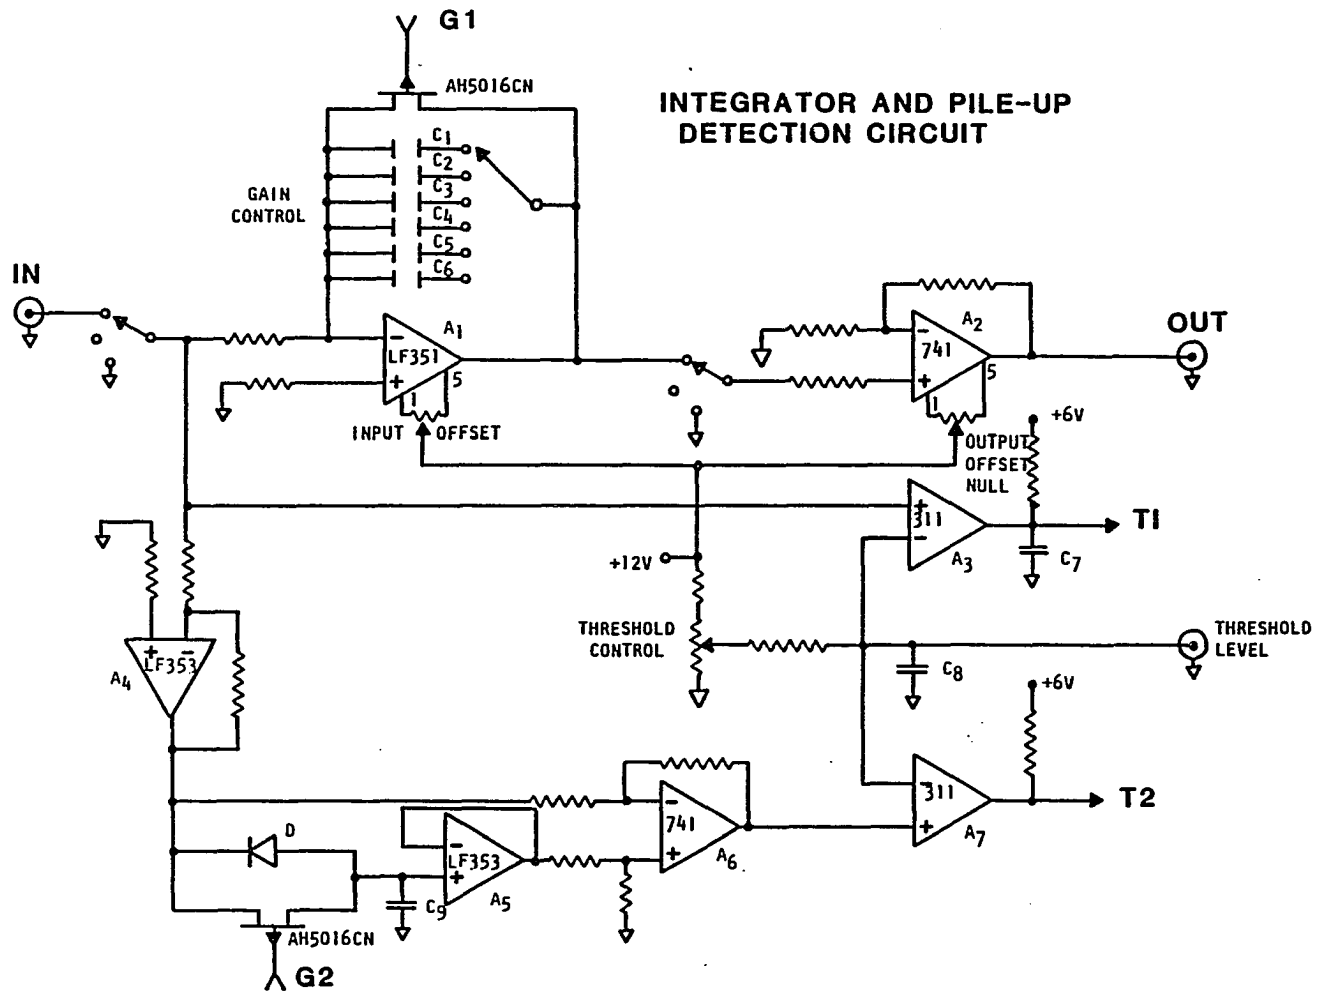 G1
AH5016CN
INTEGRATOR AND PILE-UP
DETECTION CIRCUIT
C1
C2
C3
C4
C5
C6
GAIN
CONTROL
IN
A1
LF351
- 
+
1
5
INPUT OFFSET
A2
741
-
+
1
5
OUT
OUTPUT
OFFSET
NULL
+6V
311
+
-
A3
T1
C7
+12V
THRESHOLD
CONTROL
C8
THRESHOLD
LEVEL
+ -
LF353
A4
+6V
311
-
+
A7
T2
D
-
LF353
+
A5
C9
-
741
+
A6
AH5016CN
G2